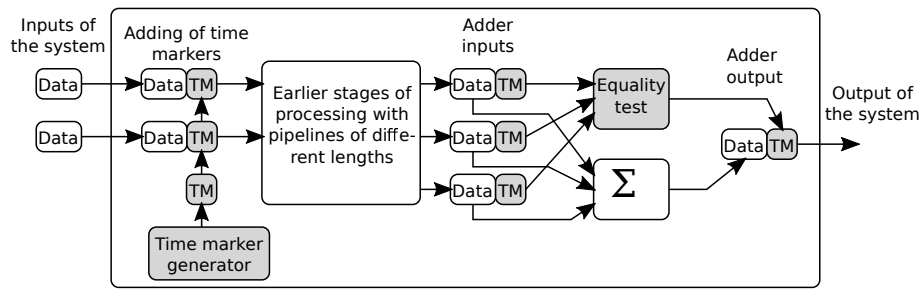 Inputs of
the system
Data
Data
Adding of time
markers
Data TM
Data TM
TM
Time marker
generator
Earlier stages of
processing with
pipelines of diffe-
rent lengths
Adder
inputs
Data TM
Data TM
Data TM
Equality
test
Σ
Adder
output
Data TM
Output of
the system